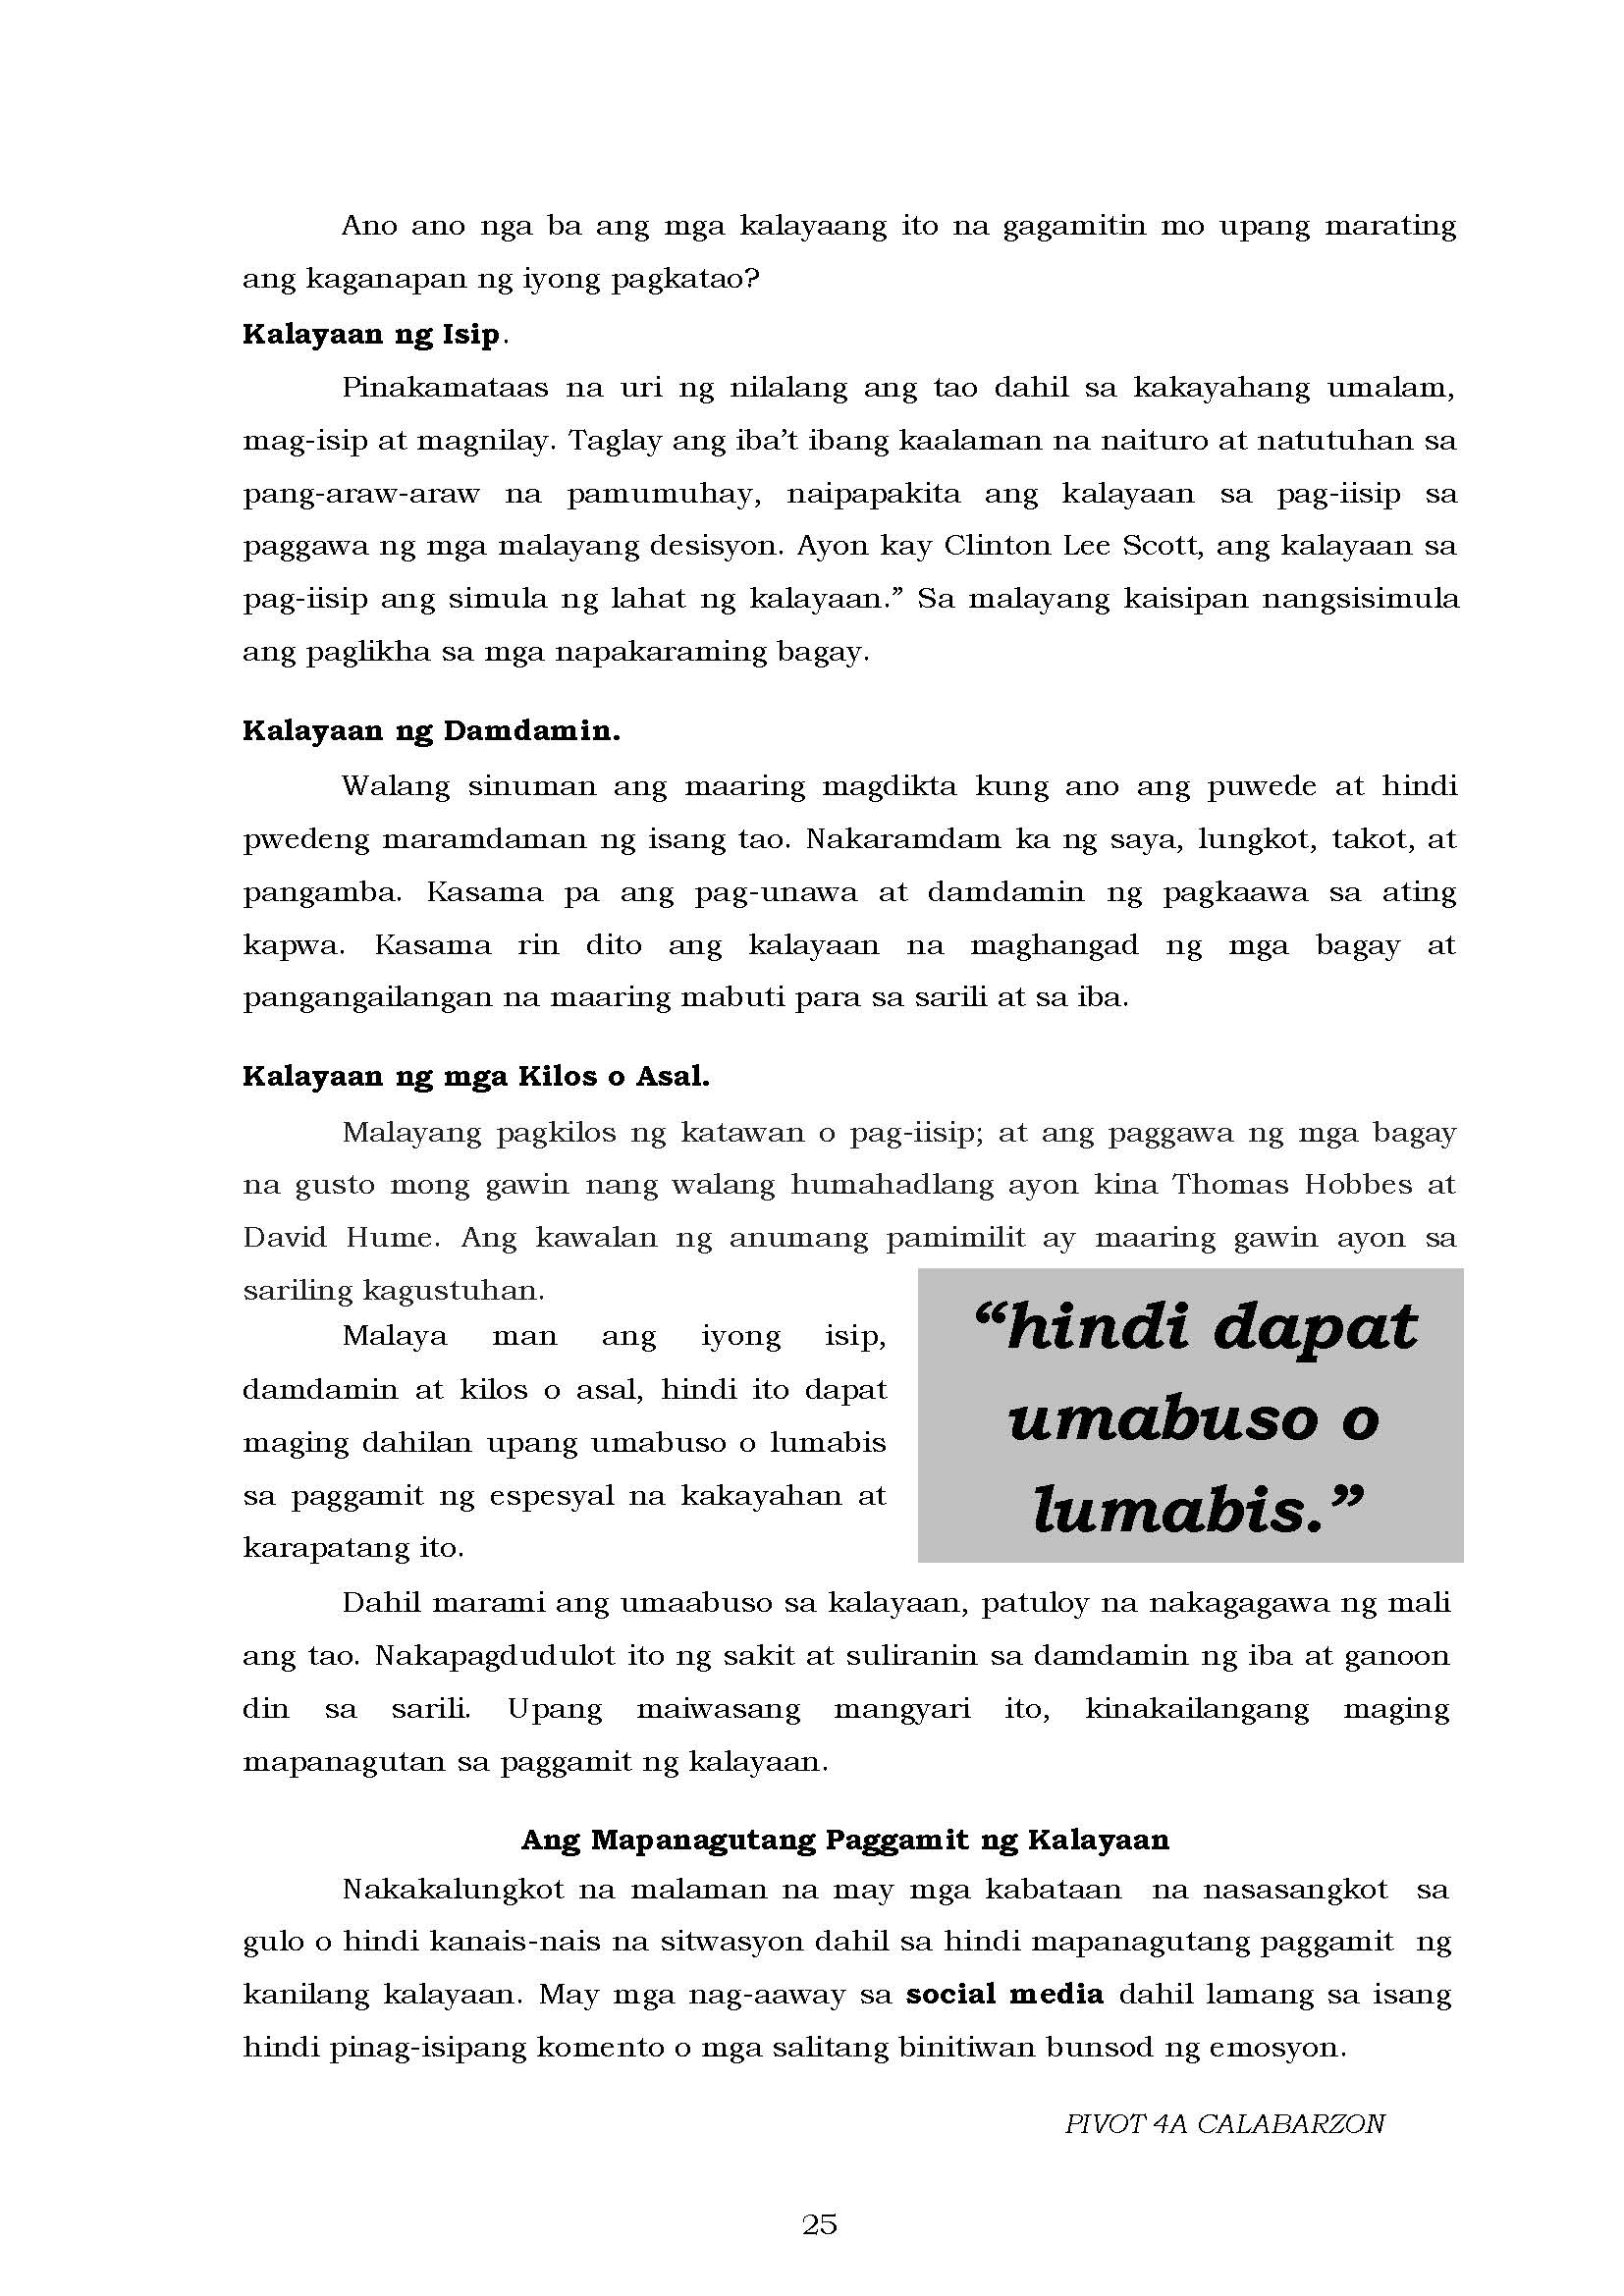 Ano ano nga ba ang mga kalayaang ito na gagamitin mo upang marating
ang kaganapan ng iyong pagkatao?
Kalayaan ng Isip.
Pinakamataas na uri ng nilalang ang tao dahil sa kakayahang umalam,
mag-isip at magnilay. Taglay ang iba’t ibang kaalaman na naituro at natutuhan sa
pang-araw-araw na pamumuhay, naipapakita ang kalayaan sa pag-iisip sa
paggawa ng mga malayang desisyon. Ayon kay Clinton Lee Scott, ang kalayaan sa
pag-iisip ang simula ng lahat ng kalayaan.” Sa malayang kaisipan nangsisimula
ang paglikha sa mga napakaraming bagay.
Kalayaan ng Damdamin.
Walang sinuman ang maaring magdikta kung ano ang puwede at hindi
pwedeng maramdaman ng isang tao. Nakaramdam ka ng saya, lungkot, takot, at
pangamba. Kasama pa ang pag-unawa at damdamin ng pagkaawa sa ating
kapwa. Kasama rin dito ang kalayaan na maghangad ng mga bagay at
pangangailangan na maaring mabuti para sa sarili at sa iba.
Kalayaan ng mga Kilos o Asal.
Malayang pagkilos ng katawan o pag-iisip; at ang paggawa ng mga bagay
na gusto mong gawin nang walang humahadlang ayon kina Thomas Hobbes at
David Hume. Ang kawalan ng anumang pamimilit ay maaring gawin ayon sa
sariling kagustuhan.
Malaya man ang iyong isip,
damdamin at kilos o asal, hindi ito dapat
maging dahilan upang umabuso o lumabis
sa paggamit ng espesyal na kakayahan at
karapatang ito.
“hindi dapat
umabuso o
lumabis.”
Dahil marami ang umaabuso sa kalayaan, patuloy na nakagagawa ng mali
ang tao. Nakapagdudulot ito ng sakit at suliranin sa damdamin ng iba at ganoon
din sa sarili. Upang maiwasang mangyari ito, kinakailangang maging
mapanagutan sa paggamit ng kalayaan.
Ang Mapanagutang Paggamit ng Kalayaan
Nakakalungkot na malaman na may mga kabataan na nasasangkot sa
gulo o hindi kanais-nais na sitwasyon dahil sa hindi mapanagutang paggamit ng
kanilang kalayaan. May mga nag-aaway sa social media dahil lamang sa isang
hindi pinag-isipang komento o mga salitang binitiwan bunsod ng emosyon.
PIVOT 4A CALABARZON
25